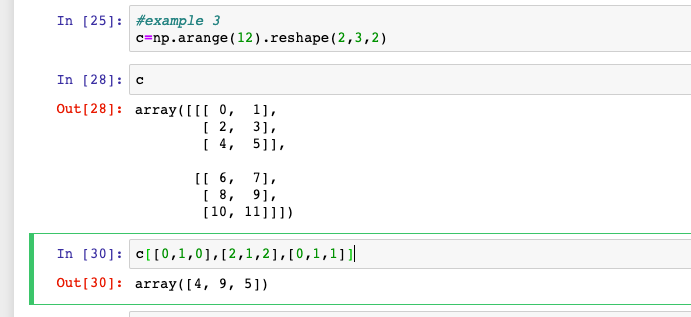 In [25]: #example 3
c=np.arange(12).reshape(2,3,2)
In [28]: c
Out[28]: array([[[ 0,  1],
        [ 2,  3],
        [ 4,  5]],
       [[ 6,  7],
        [ 8,  9],
        [10, 11]]])
In [30]: c[[0,1,0],[2,1,2],[0,1,1]]
Out[30]: array([4, 9, 5])